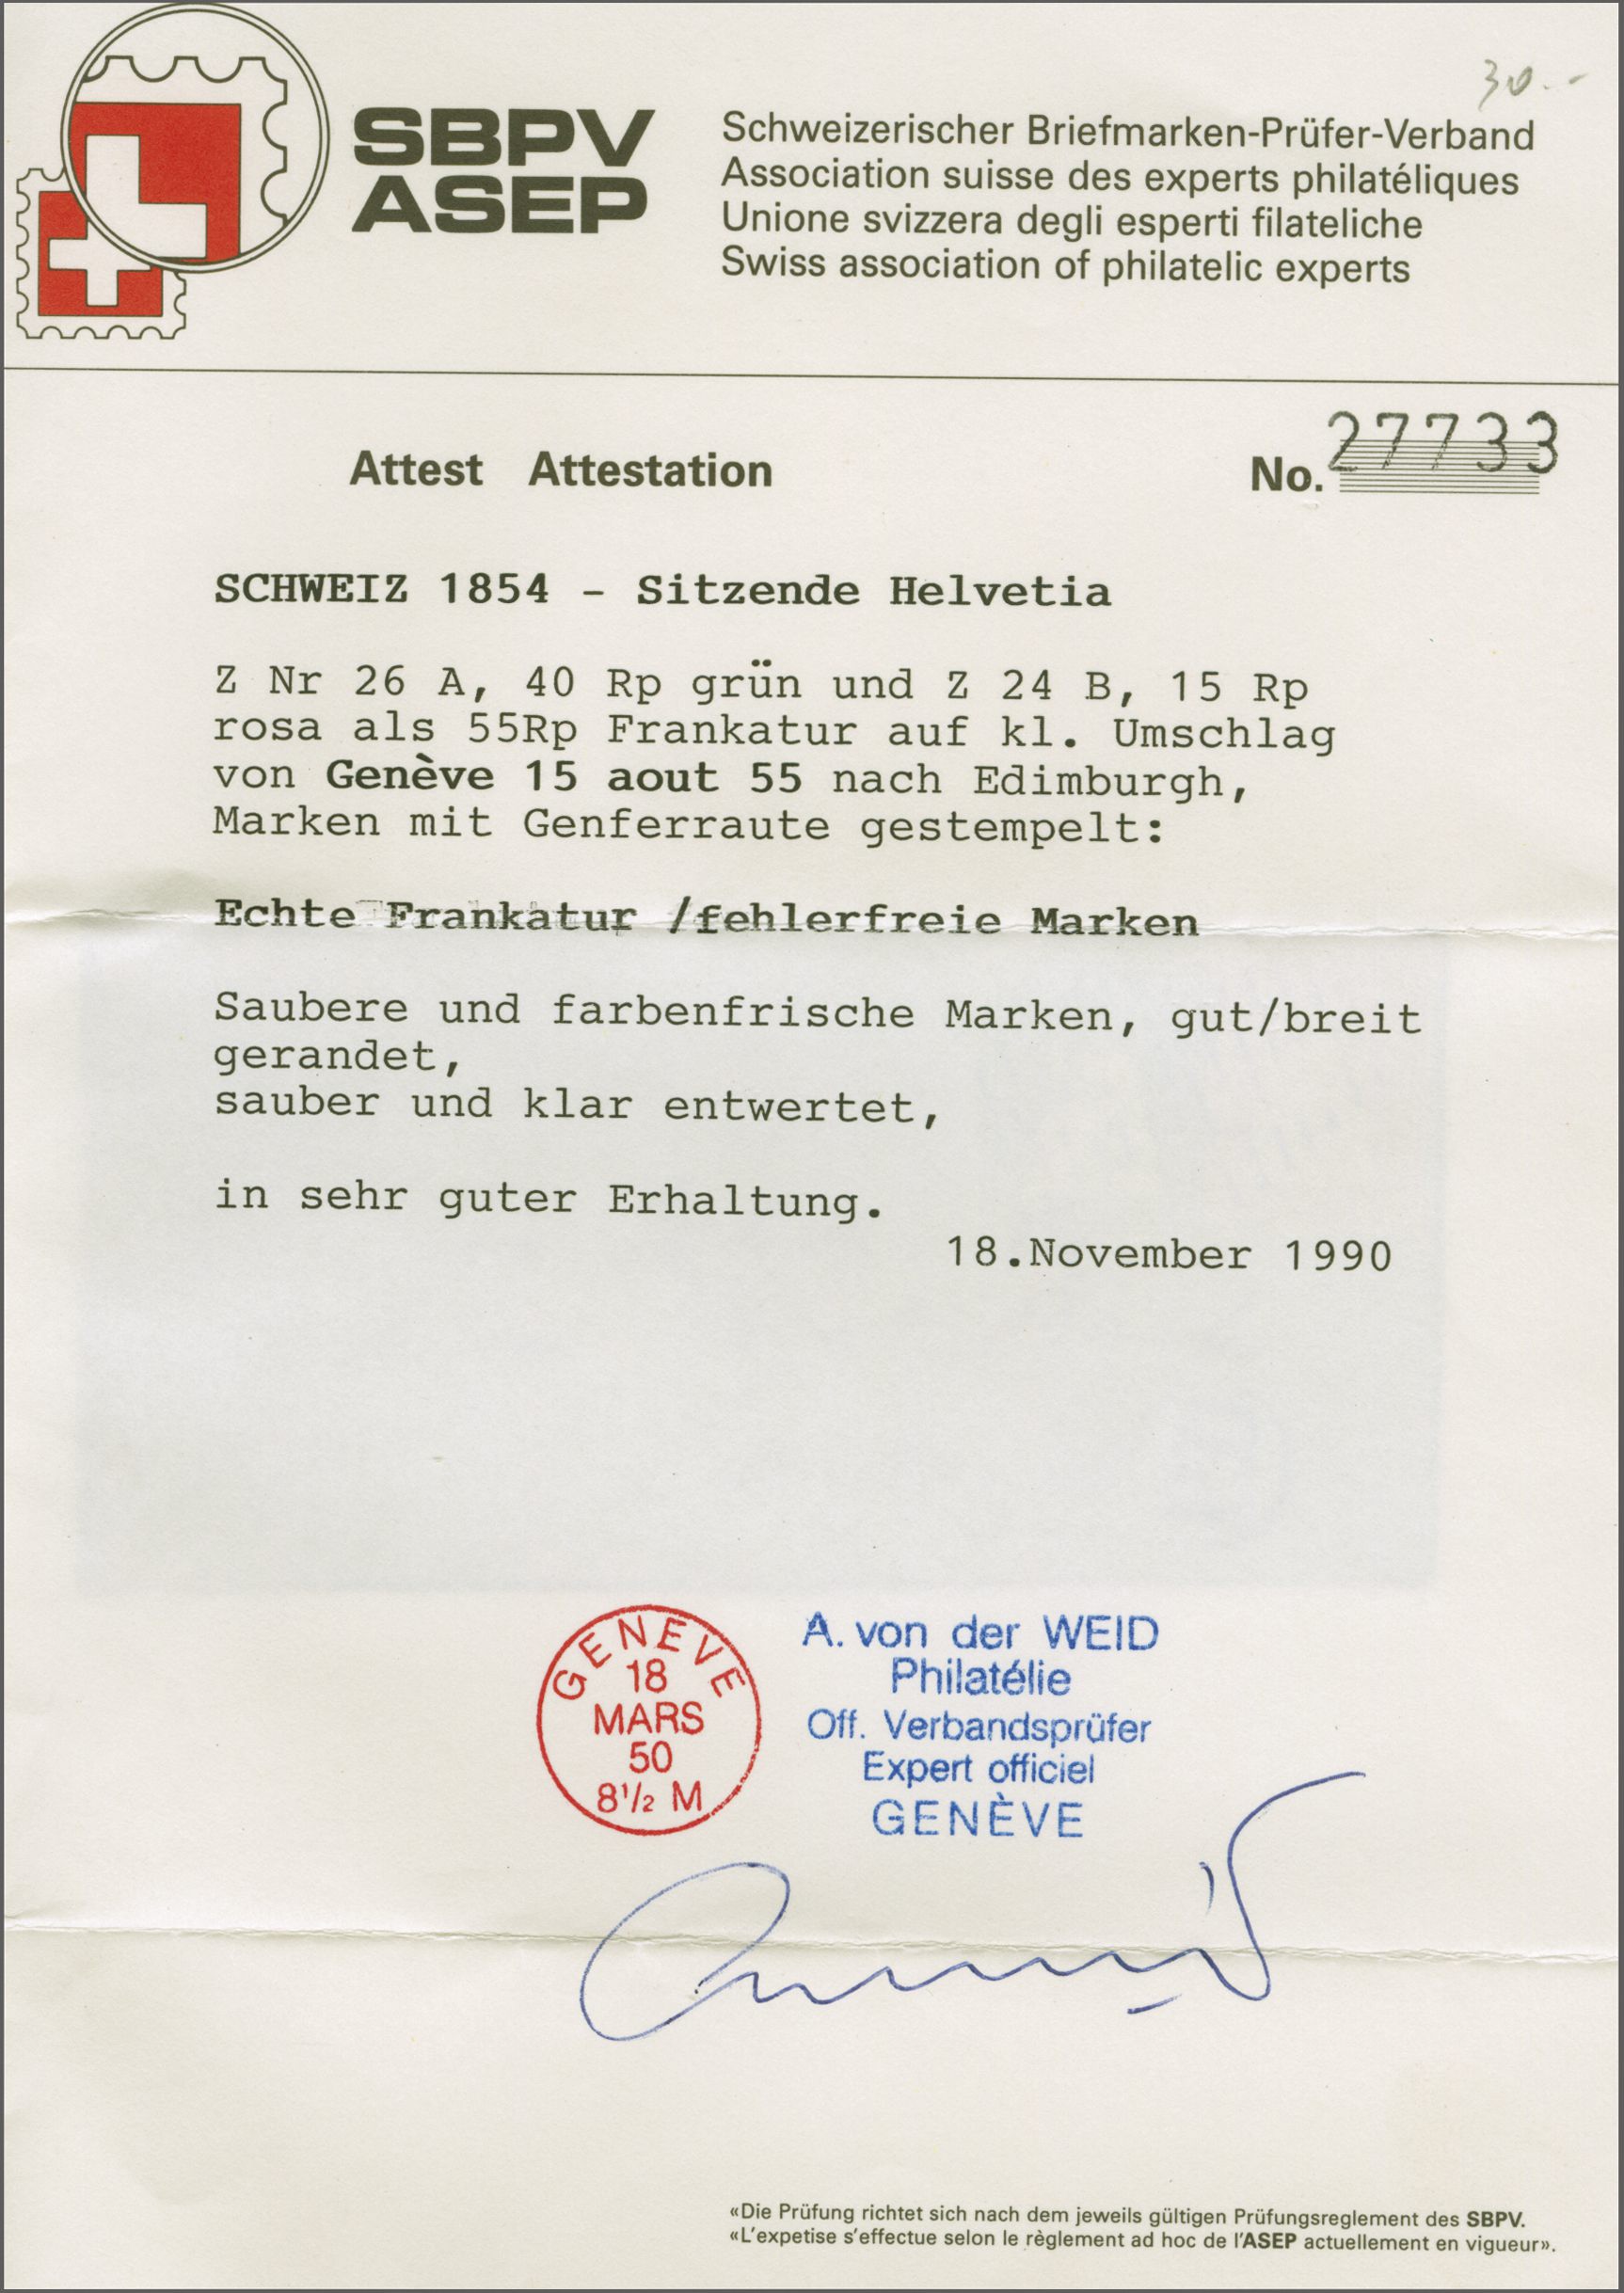 30.-
SBPV
ASEP
Schweizerischer Briefmarken-Prüfer-Verband
Association suisse des experts philatéliques
Unione svizzera degli esperti filateliche
Swiss association of philatelic experts
Attest Attestation
No. 27733
SCHWEIZ 1854 - Sitzende Helvetia
Z Nr 26 A, 40 Rp grün und Z 24 B, 15 Rp
rosa als 55Rp Frankatur auf kl. Umschlag
von Genève 15 aout 55 nach Edimburgh,
Marken mit Genferraute gestempelt:
Echte Frankatur /fehlerfreie Marken
Saubere und farbenfrische Marken, gut/breit
gerandet,
sauber und klar entwertet,
in sehr guter Erhaltung.
18.November 1990
GENEVE
18
MARS
50
8½ M
A. von der WEID
Philatélie
Off. Verbandsprüfer
Expert officiel
GENÈVE
«Die Prüfung richtet sich nach dem jeweils gültigen Prüfungsreglement des SBPV.
«L'expetise s'effectue selon le règlement ad hoc de l'ASEP actuellement en vigueur».